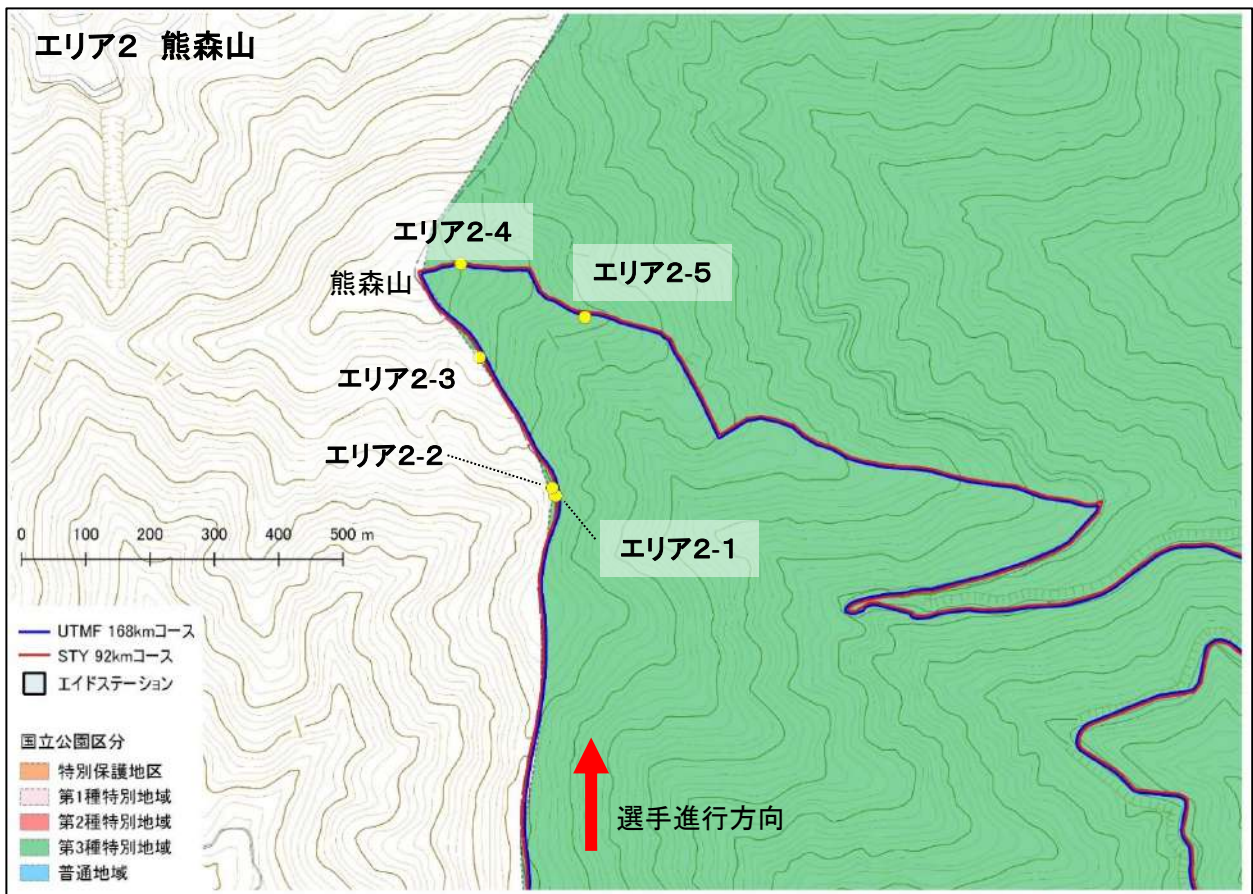 エリア2 熊森山
エリア2-4
エリア2-5
熊森山
エリア2-3
エリア2-2
エリア2-1
0 100 200 300 400 500 m
UTMF 168kmコース
STY 92kmコース
エイドステーション
国立公園区分
特別保護地区
第1種特別地域
第2種特別地域
第3種特別地域
普通地域
選手進行方向